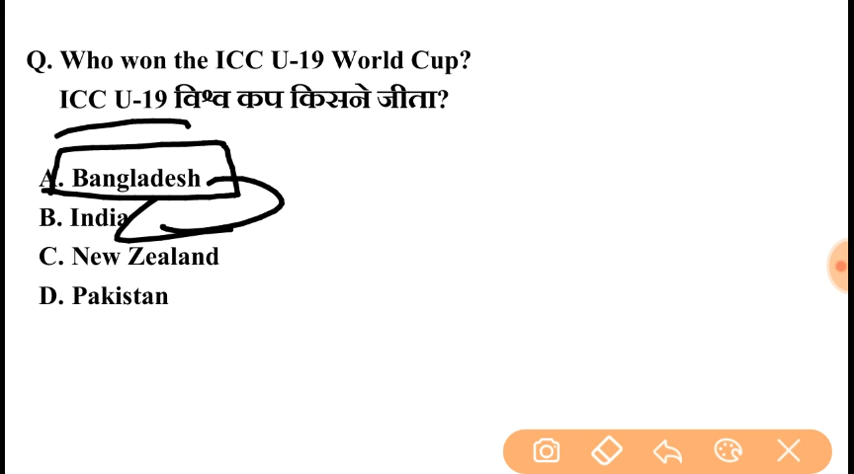 Q. Who won the ICC U-19 World Cup?
ICC U-19 विश्व कप किसने जीता?
A. Bangladesh
B. India
C. New Zealand
D. Pakistan